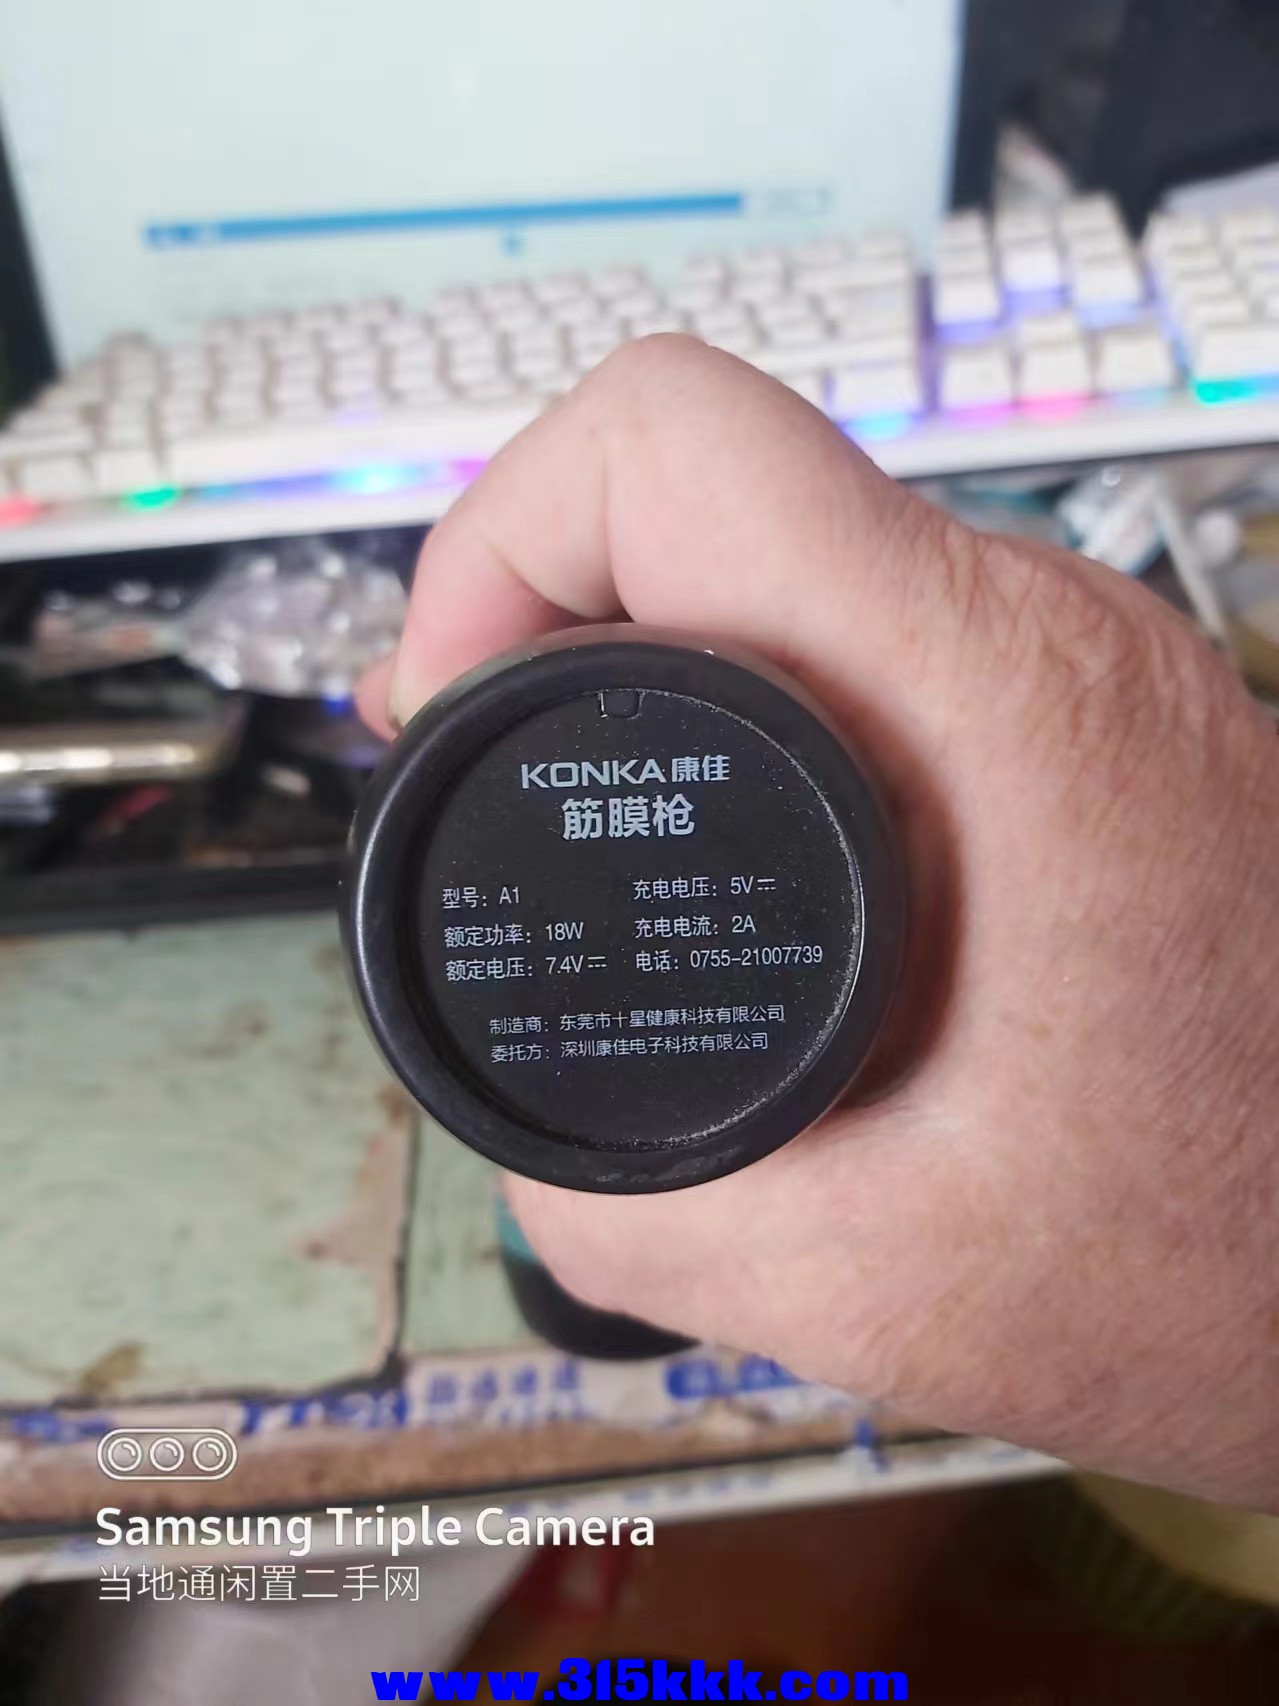 KONKA康佳
筋膜枪
型号：A1
充电电压：5V⎓
额定功率：18W
充电电流：2A
额定电压：7.4V⎓
电话：0755-21007739
制造商：东莞市十星健康科技有限公司
委托方：深圳康佳电子科技有限公司
Samsung Triple Camera
当地通闲置二手网
www.315kkk.com